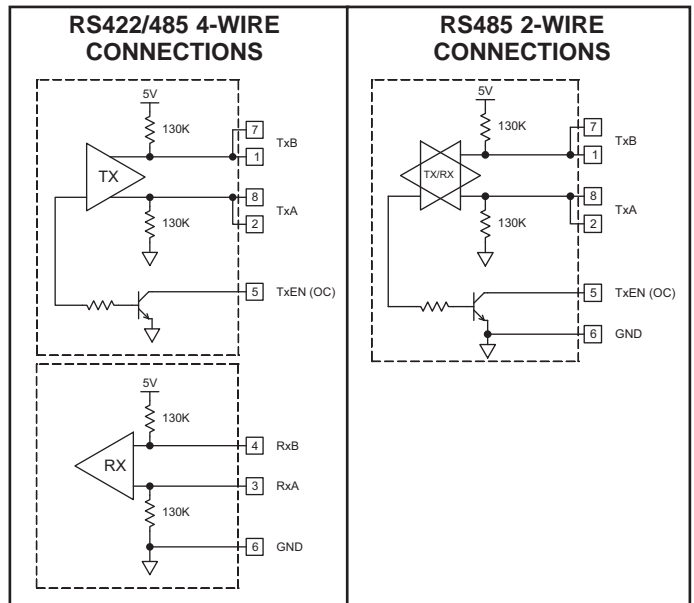 RS422/485 4-WIRE
CONNECTIONS
5V
130K
7
TxB
1
TX
8
TxA
130K
2
5 TxEN (OC)
5V
130K
4 RxB
RX
3 RxA
130K
6 GND
RS485 2-WIRE
CONNECTIONS
5V
130K
7
TxB
1
TX/RX
8
TxA
130K
2
5 TxEN (OC)
6 GND